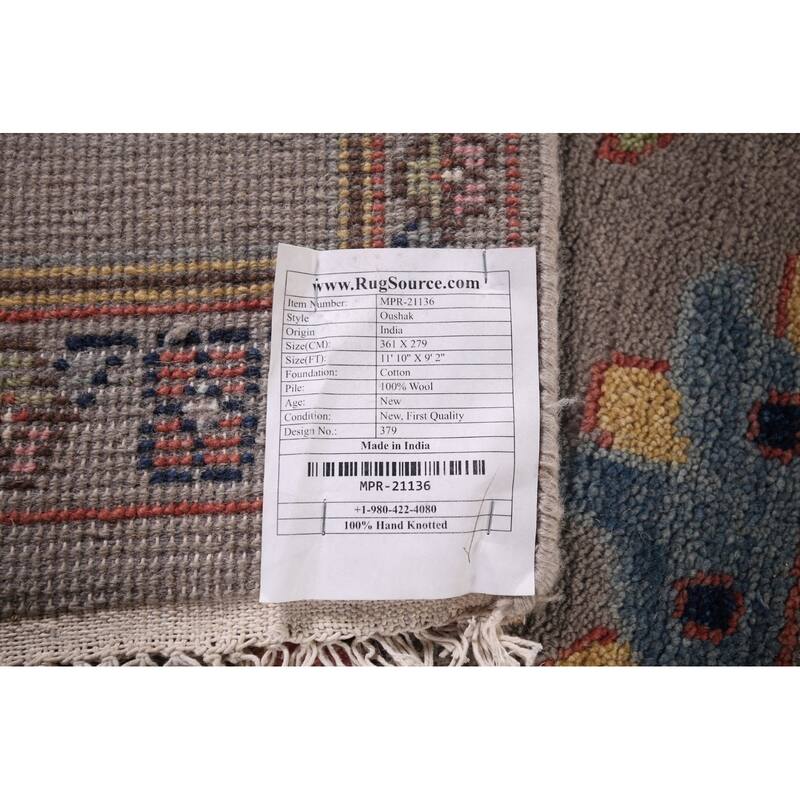 www.RugSource.com
Item Number: MPR-21136
Style Oushak
Origin India
Size(CM): 361 X 279
Size(FT): 11' 10" X 9' 2"
Foundation: Cotton
Pile: 100% Wool
Age: New
Condition: New, First Quality
Design No.: 379
Made in India
MPR-21136
+1-980-422-4080
100% Hand Knotted